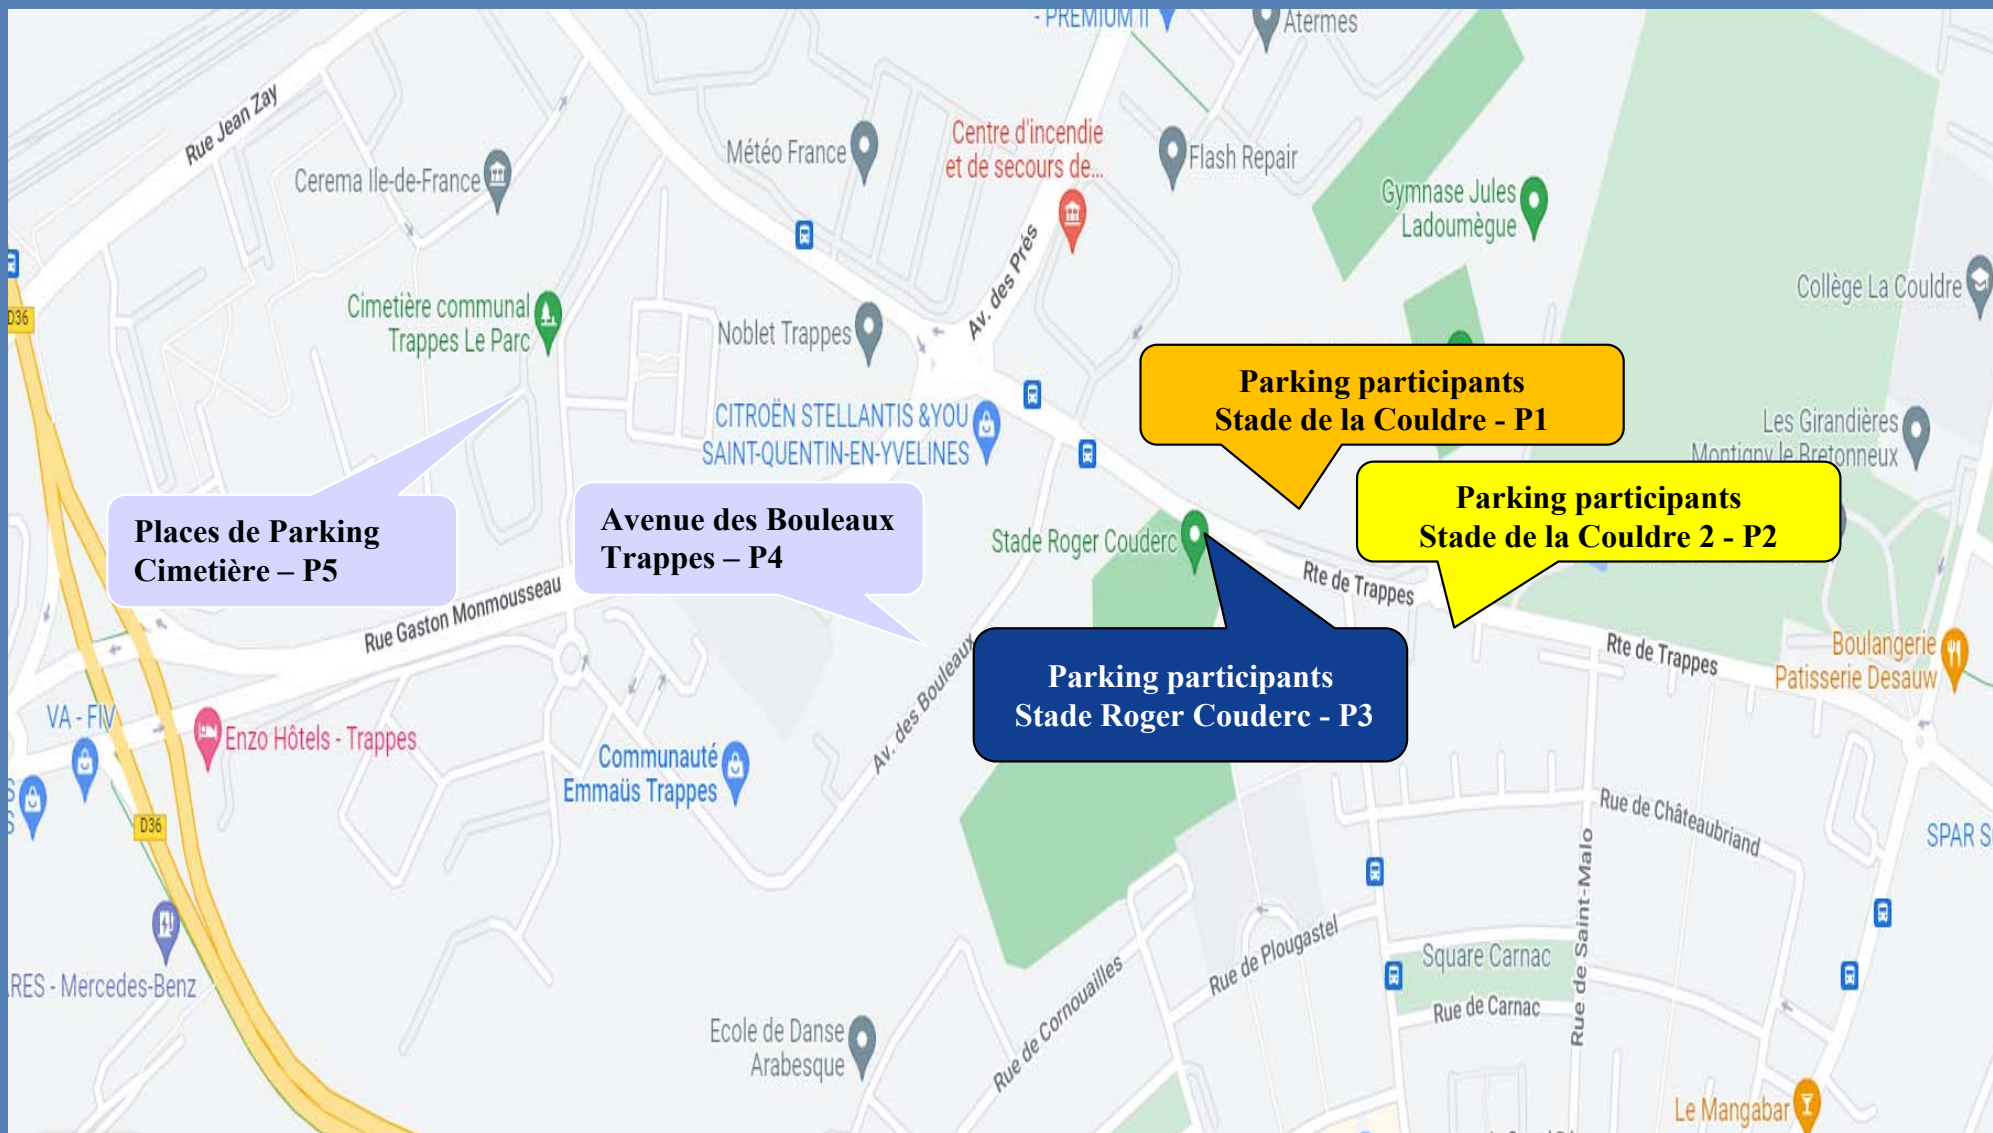 - PREMIUM II
Atermes
Rue Jean Zay
Météo France
Centre d'incendie
et de secours de...
Flash Repair
Cerema Ile-de-France
Gymnase Jules
Ladoumègue
Av. des Prés
Collège La Couldre
Cimetière communal
Trappes Le Parc
D36
Noblet Trappes
Parking participants
Stade de la Couldre - P1
CITROËN STELLANTIS &YOU
SAINT-QUENTIN-EN-YVELINES
Les Girandières
Montigny le Bretonneux
Places de Parking
Cimetière – P5
Avenue des Bouleaux
Trappes – P4
Parking participants
Stade de la Couldre 2 - P2
Stade Roger Couderc
Rte de Trappes
Rue Gaston Monmousseau
Parking participants
Stade Roger Couderc - P3
Rte de Trappes
Boulangerie
Patisserie Desauw
Av. des Bouleaux
VA - FIV
Enzo Hôtels - Trappes
Communauté
Emmaüs Trappes
D36
Rue de Châteaubriand
SPAR S
Rue de Saint-Malo
RES - Mercedes-Benz
Rue de Plougastel
Square Carnac
Rue de Carnac
Rue de Cornouailles
Ecole de Danse
Arabesque
Le Mangabar